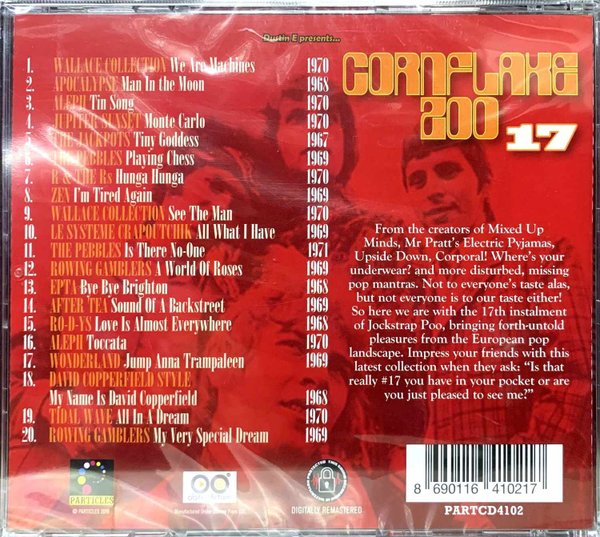 Dustin E presents...
CORNFLAKE
ZOO 17
1. WALLACE COLLECTION We Are Machines 1970
2. APOCALYPSE Man In the Moon 1968
3. ALEPH Tin Song 1970
4. JUPITER SUNSET Monte Carlo 1970
5. THE JACKPOTS Tiny Goddess 1967
6. THE PEBBLES Playing Chess 1969
7. R & THE Rs Hunga Hunga 1970
8. ZEN I'm Tired Again 1969
9. WALLACE COLLECTION See The Man 1970
10. LE SYSTEME CRAPOUTCHIK All What I Have 1969
11. THE PEBBLES Is There No-One 1971
12. ROWING GAMBLERS A World Of Roses 1969
13. EPTA Bye Bye Brighton 1968
14. AFTER TEA Sound Of A Backstreet 1969
15. RO-D-YS Love Is Almost Everywhere 1968
16. ALEPH Toccata 1970
17. WONDERLAND Jump Anna Trampaleen 1969
18. DAVID COPPERFIELD STYLE
My Name Is David Copperfield 1968
19. TIDAL WAVE All In A Dream 1970
20. ROWING GAMBLERS My Very Special Dream 1969
From the creators of Mixed Up
Minds, Mr Pratt's Electric Pyjamas,
Upside Down, Corporal! Where's your
underwear? and more disturbed, missing
pop mantras. Not to everyone's taste alas,
but not everyone is to our taste either!
So here we are with the 17th instalment
of Jockstrap Poo, bringing forth-untold
pleasures from the European pop
landscape. Impress your friends with this
latest collection when they ask: "Is that
really #17 you have in your pocket or are
you just pleased to see me?"
PARTICLES
DIGITALLY REMASTERED
8 690116 410217
PARTCD4102